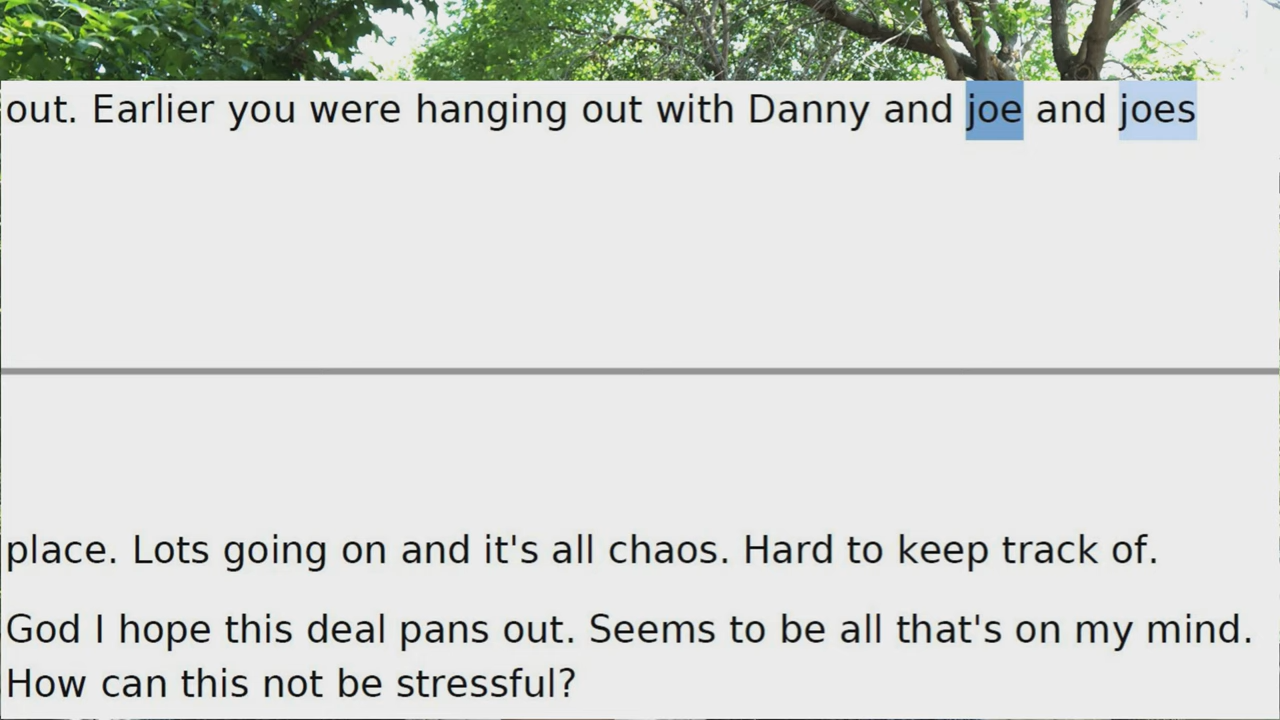 out. Earlier you were hanging out with Danny and joe and joes
place. Lots going on and it's all chaos. Hard to keep track of.
God I hope this deal pans out. Seems to be all that's on my mind.
How can this not be stressful?